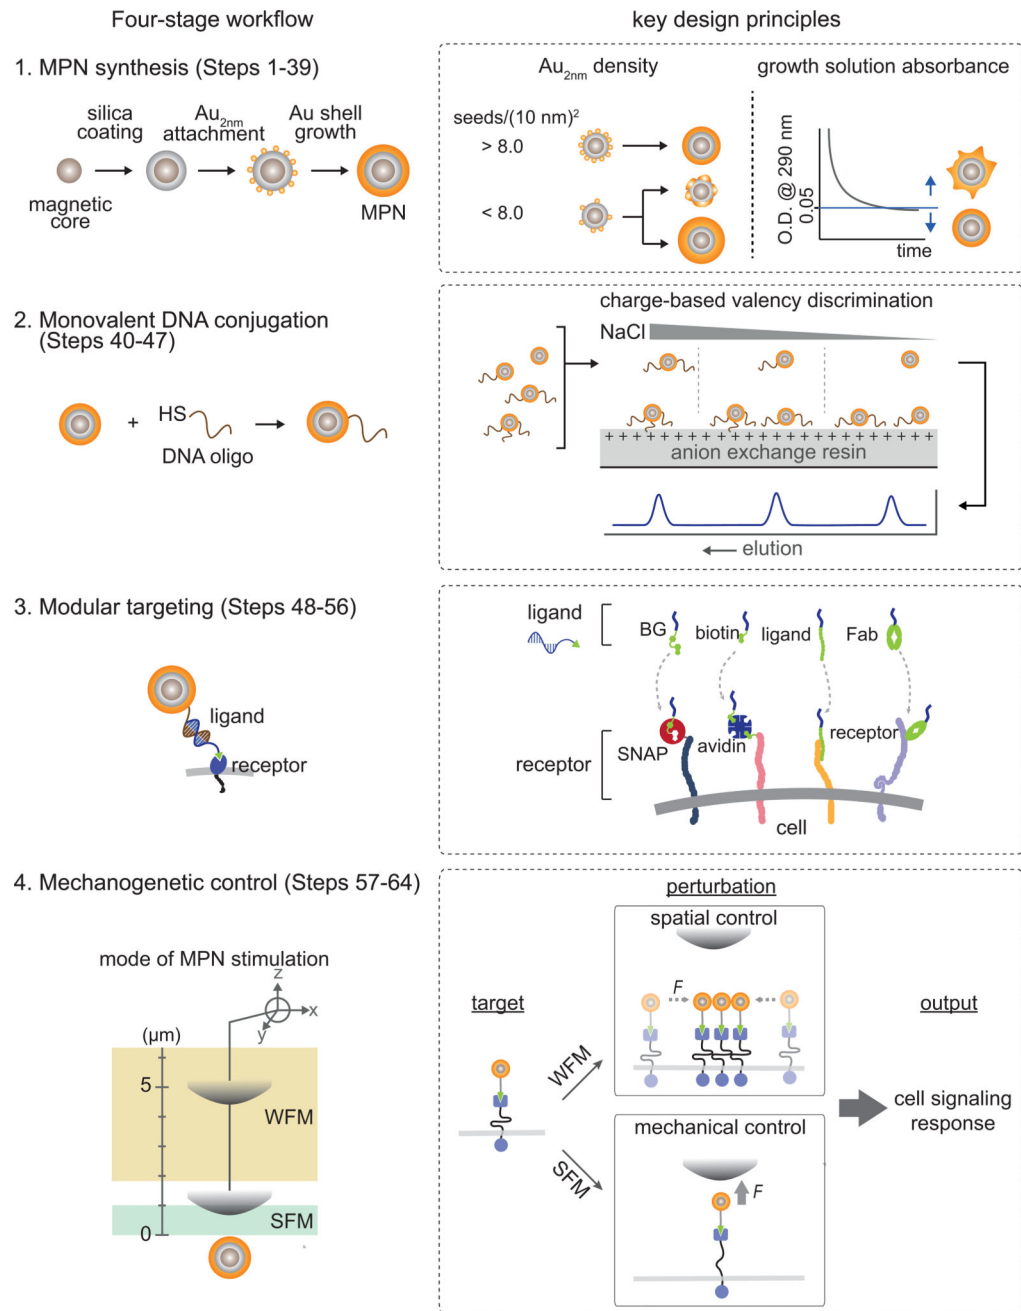 Four-stage workflow
key design principles
1. MPN synthesis (Steps 1-39)
silica
coating
Au2nm
attachment
Au shell
growth
magnetic
core
MPN
Au2nm density
growth solution absorbance
seeds/(10 nm)²
> 8.0
< 8.0
O.D. @ 290 nm
0.05
time
2. Monovalent DNA conjugation
(Steps 40-47)
+
HS
DNA oligo
charge-based valency discrimination
NaCl
+ + + + + + + + + + + + + + + + + + + +
anion exchange resin
elution
3. Modular targeting (Steps 48-56)
ligand
receptor
ligand
BG
biotin
ligand
Fab
receptor
SNAP
avidin
receptor
cell
4. Mechanogenetic control (Steps 57-64)
mode of MPN stimulation
z
x
y
(µm)
5
WFM
SFM
0
perturbation
spatial control
F
target
WFM
SFM
mechanical control
F
output
cell signaling
response